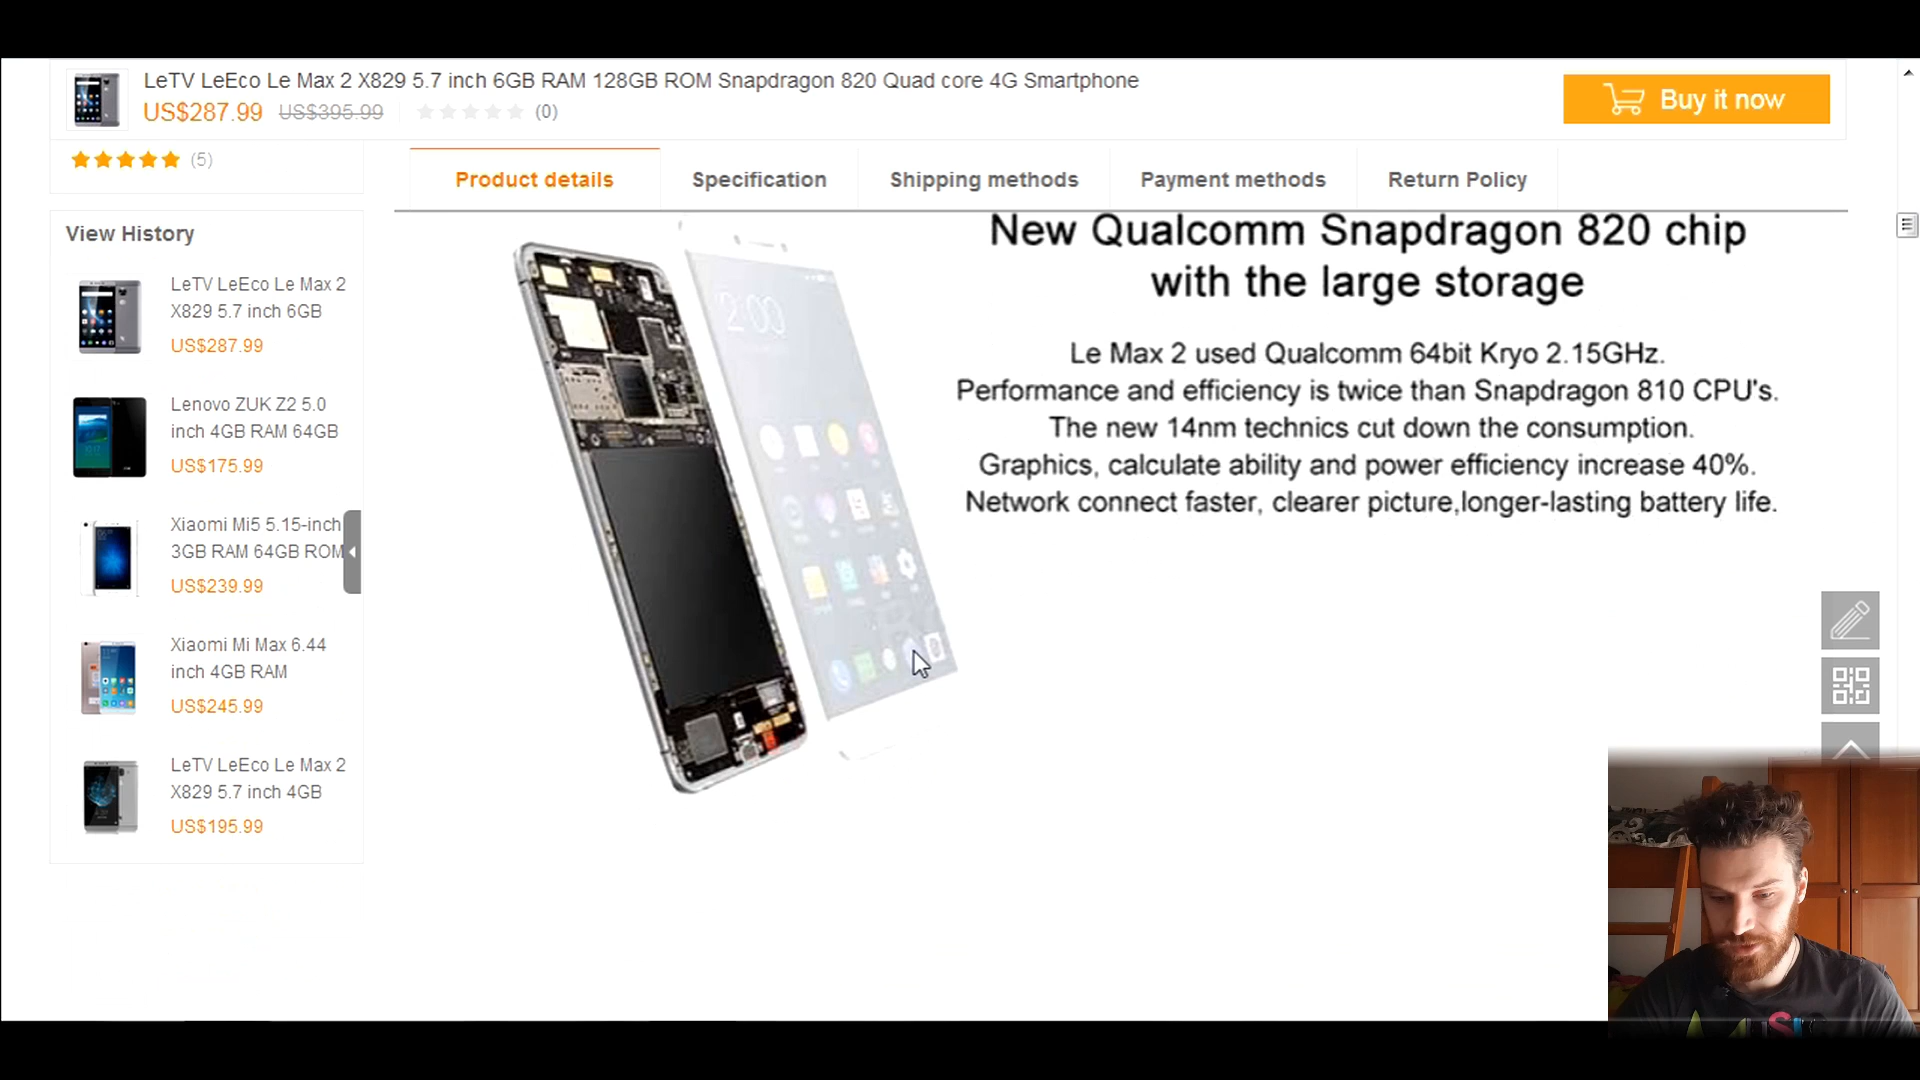 LeTV LeEco Le Max 2 X829 5.7 inch 6GB RAM 128GB ROM Snapdragon 820 Quad core 4G Smartphone
US$287.99 US$395.99 (0)
Buy it now
(5)
Product details Specification Shipping methods Payment methods Return Policy
View History
LeTV LeEco Le Max 2
X829 5.7 inch 6GB
US$287.99
Lenovo ZUK Z2 5.0
inch 4GB RAM 64GB
US$175.99
Xiaomi Mi5 5.15-inch
3GB RAM 64GB ROM
US$239.99
Xiaomi Mi Max 6.44
inch 4GB RAM
US$245.99
LeTV LeEco Le Max 2
X829 5.7 inch 4GB
US$195.99
2:00
New Qualcomm Snapdragon 820 chip
with the large storage
Le Max 2 used Qualcomm 64bit Kryo 2.15GHz.
Performance and efficiency is twice than Snapdragon 810 CPU's.
The new 14nm technics cut down the consumption.
Graphics, calculate ability and power efficiency increase 40%.
Network connect faster, clearer picture,longer-lasting battery life.
MUSIC